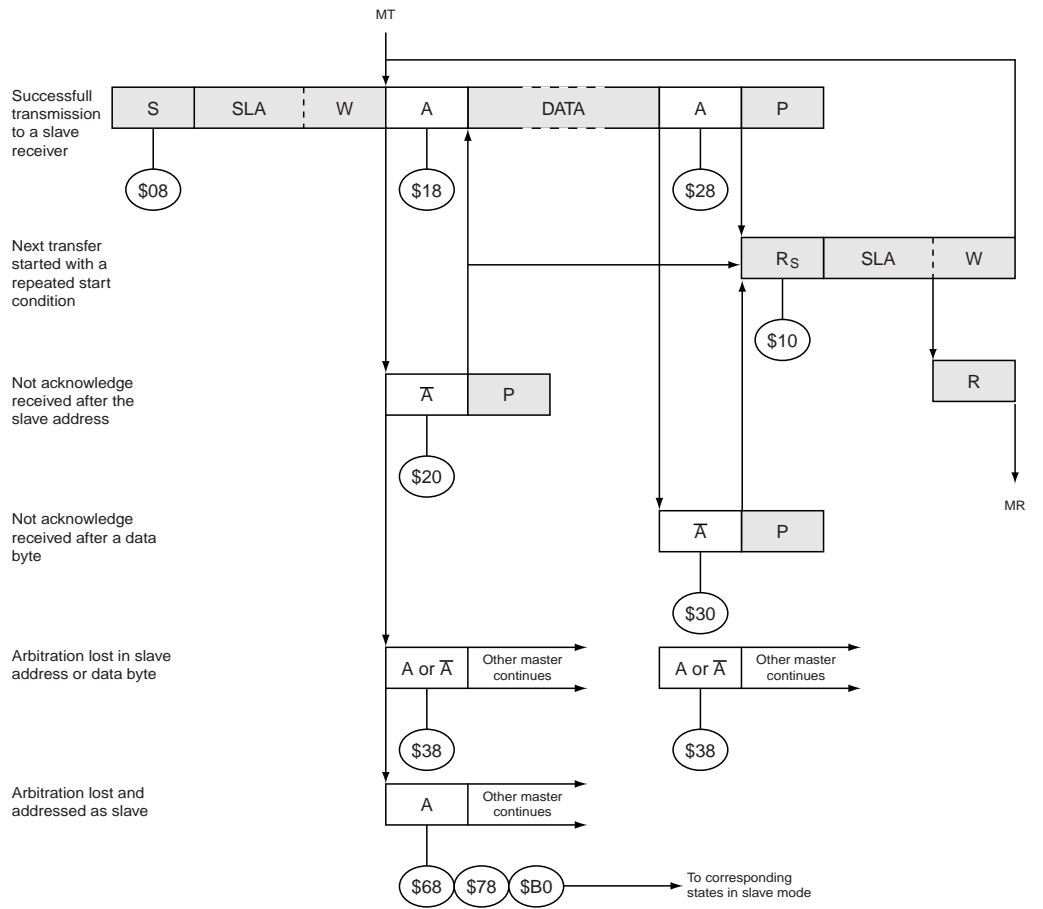 MT
Successfull
transmission
to a slave
receiver
S SLA W A DATA A P
$08 $18 $28
Next transfer
started with a
repeated start
condition
RS SLA W
$10
Not acknowledge
received after the
slave address
A̅ P
R
$20
MR
Not acknowledge
received after a data
byte
A̅ P
$30
Arbitration lost in slave
address or data byte
A or A̅ Other master
continues
A or A̅ Other master
continues
$38 $38
Arbitration lost and
addressed as slave
A Other master
continues
$68 $78 $B0
To corresponding
states in slave mode